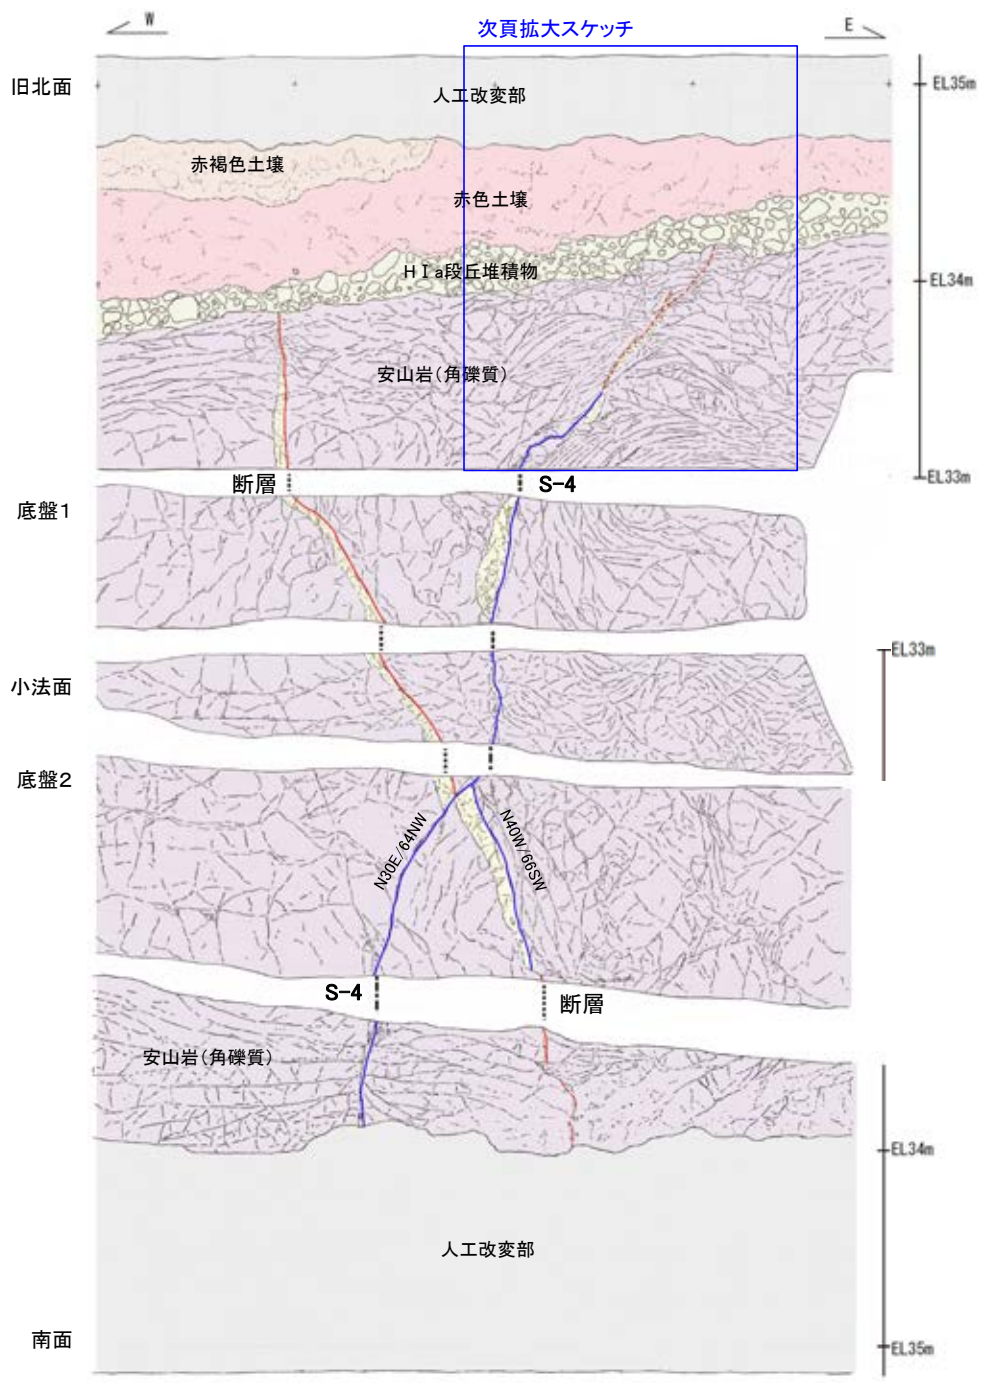 W
次頁拡大スケッチ
E
旧北面
EL35m
人工改変部
赤褐色土壌
赤色土壌
HⅠa段丘堆積物
EL34m
安山岩(角礫質)
断層
S-4
EL33m
底盤1
EL33m
小法面
底盤2
N30E/64NW
N40W/66SW
S-4
断層
安山岩(角礫質)
EL34m
人工改変部
南面
EL35m